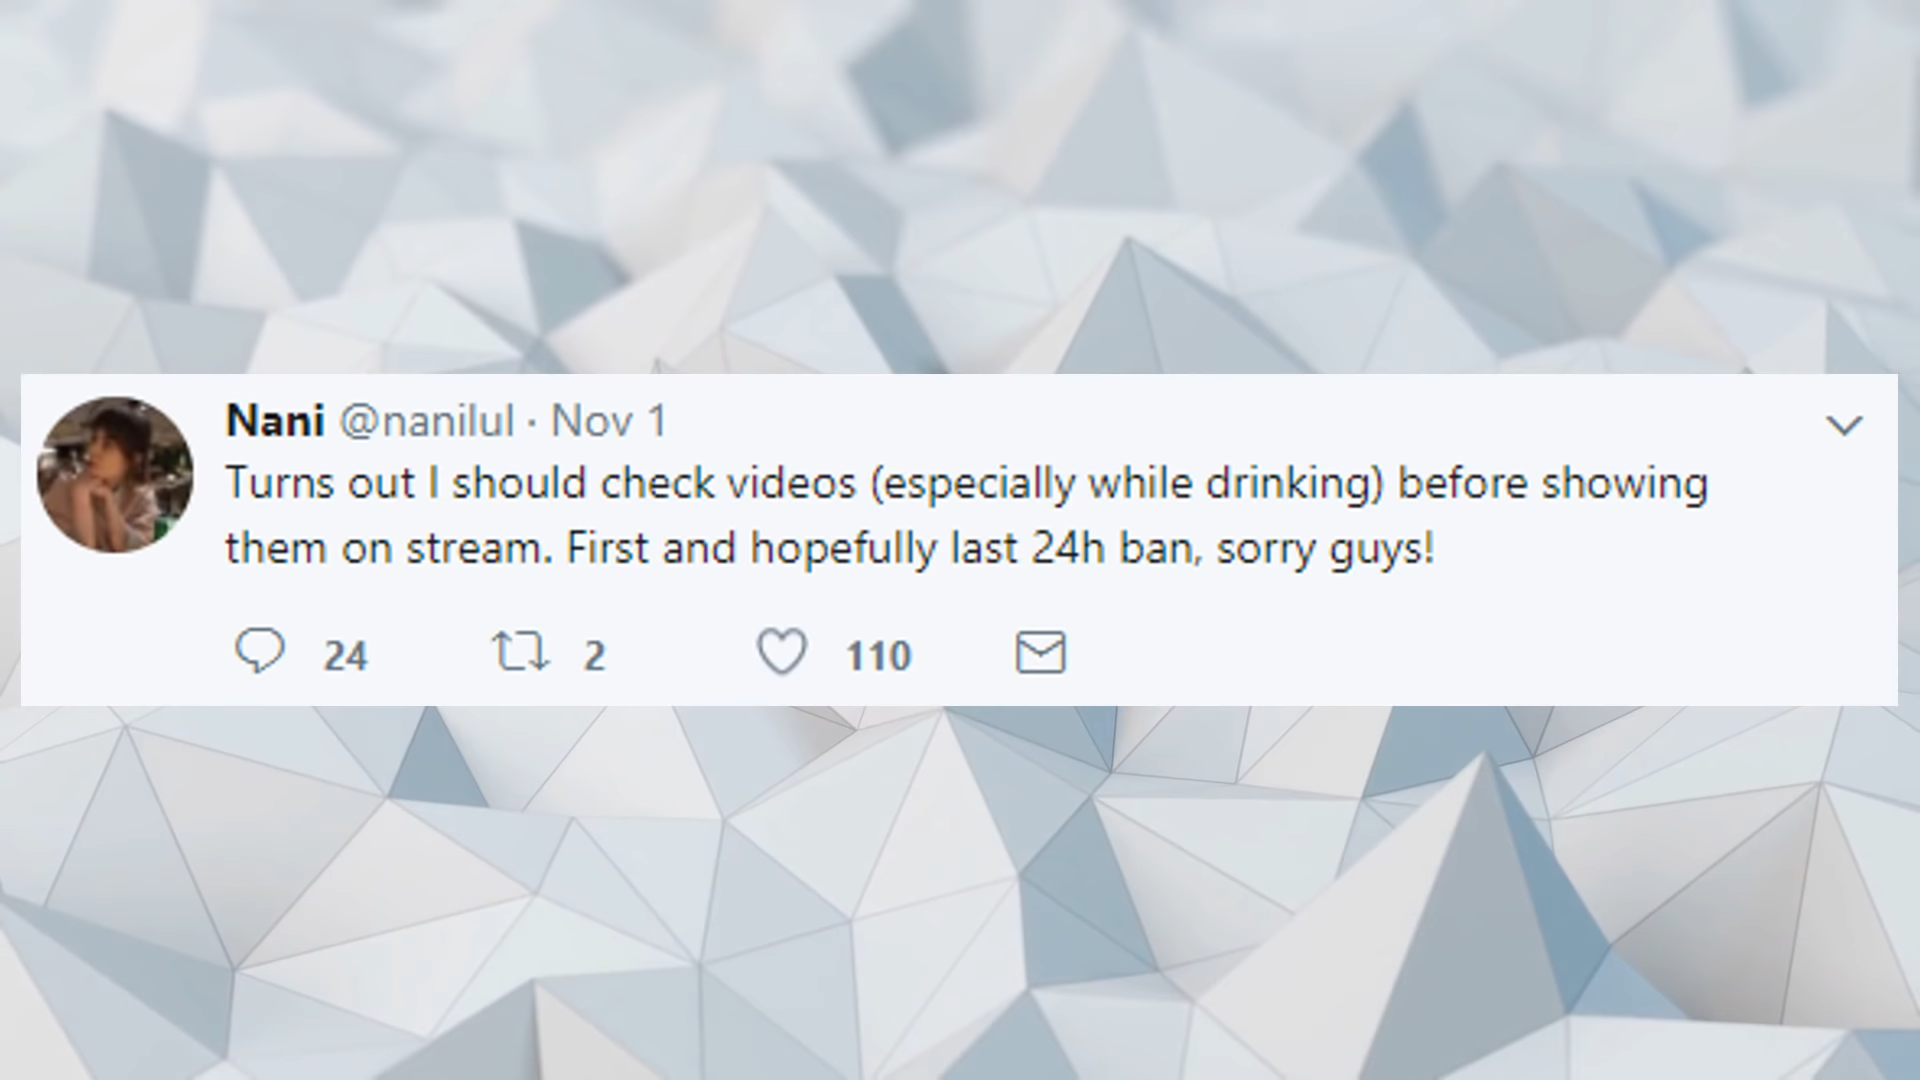 Nani @nanilul · Nov 1
Turns out I should check videos (especially while drinking) before showing
them on stream. First and hopefully last 24h ban, sorry guys!
24 2 110